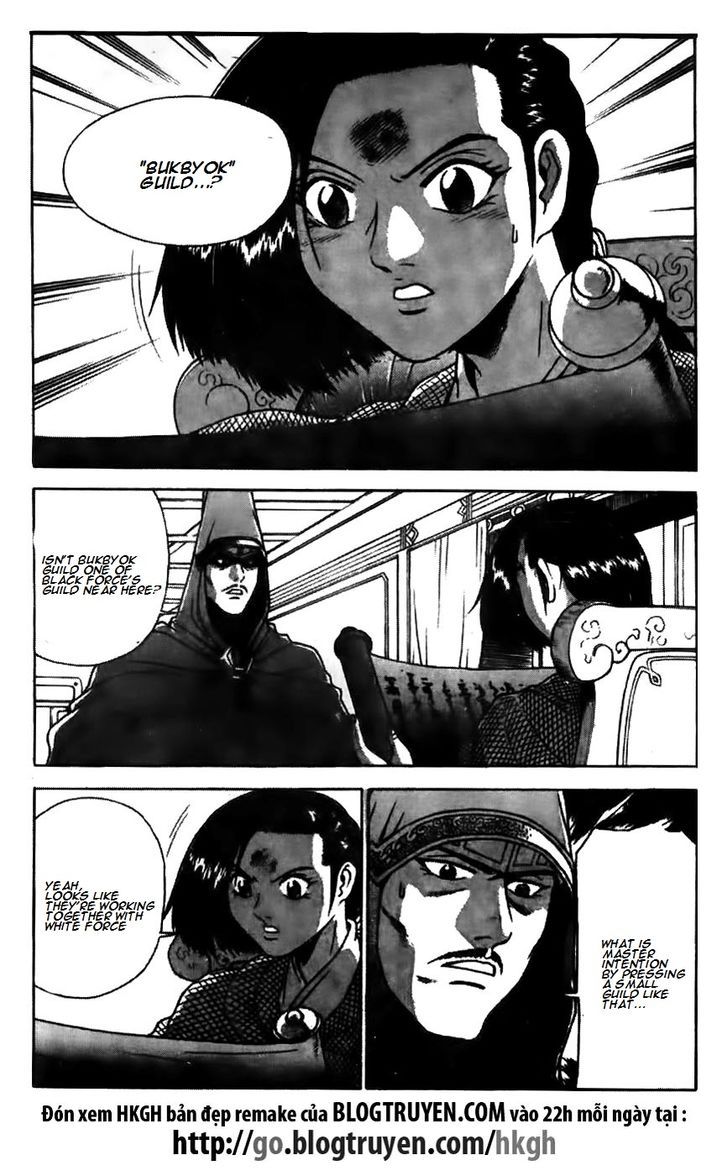 "BUKBYOK"
GUILD...?
ISN'T BUKBYOK
GUILD ONE OF
BLACK FORCE'S
GUILD NEAR HERE?
YEAH,
LOOKS LIKE
THEY'RE WORKING
TOGETHER WITH
WHITE FORCE
WHAT IS
MASTER
INTENTION
BY PRESSING
A SMALL
GUILD LIKE
THAT...
Đón xem HKGH bản đẹp remake của BLOGTRUYEN.COM vào 22h mỗi ngày tại :
http://go.blogtruyen.com/hkgh